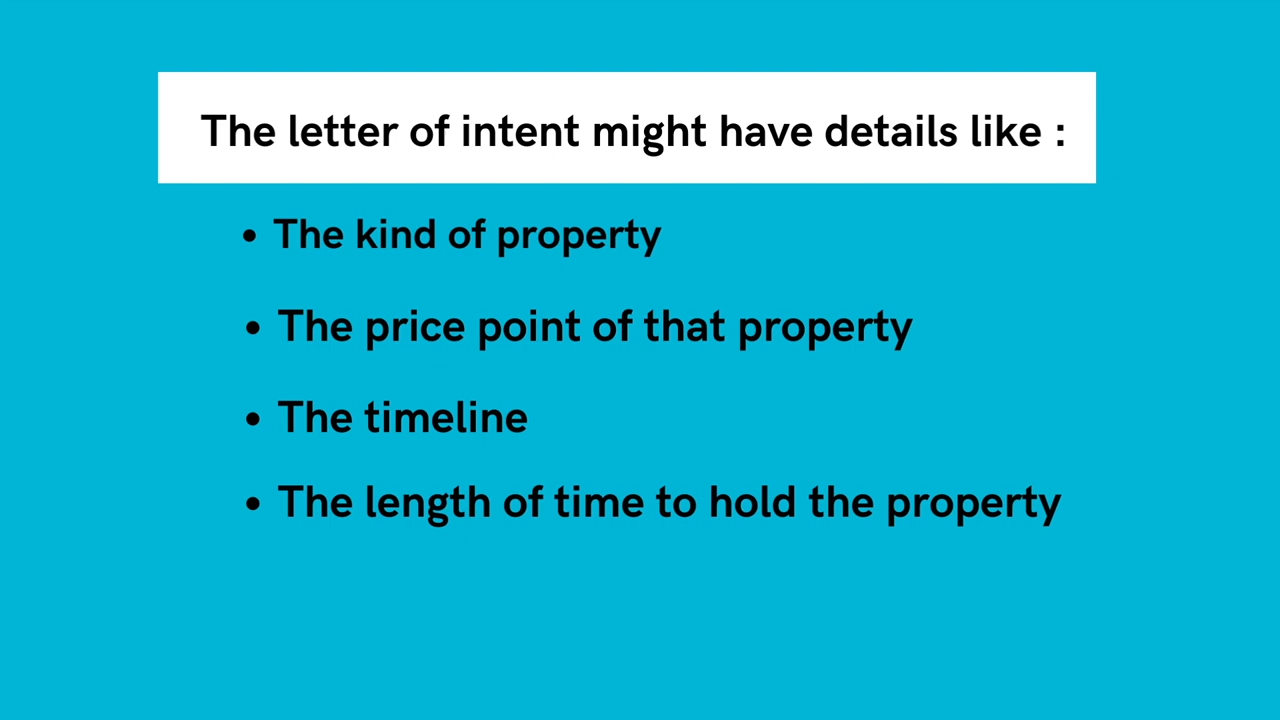 The letter of intent might have details like :
• The kind of property
• The price point of that property
• The timeline
• The length of time to hold the property